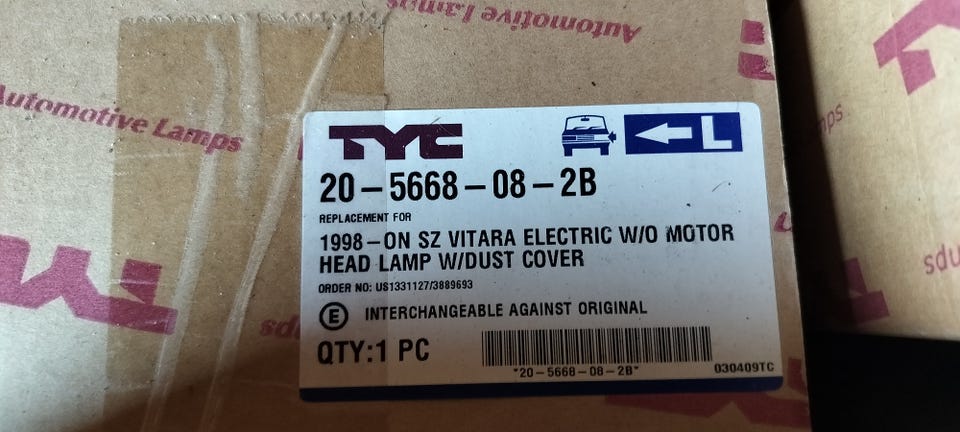 Automotive Lamps
Automotive Lamps
TYC
L
20-5668-08-2B
REPLACEMENT FOR
1998-ON SZ VITARA ELECTRIC W/O MOTOR
HEAD LAMP W/DUST COVER
ORDER NO: US1331127/3889693
E INTERCHANGEABLE AGAINST ORIGINAL
QTY:1 PC
*20-5668-08-2B*
030409TC